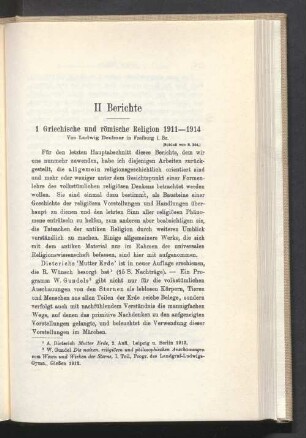 II Berichte
1 Griechische und römische Religion 1911—1914
Von Ludwig Deubner in Freiburg i. Br.
[Schluß von S. 204.]
Für den letzten Hauptabschnitt dieses Berichts, dem wir
uns nunmehr zuwenden, habe ich diejenigen Arbeiten zurück-
gestellt, die allgemein religionsgeschichtlich orientiert sind
und mehr oder weniger unter dem Gesichtspunkt einer Formen-
lehre des volkstümlichen religiösen Denkens betrachtet werden
wollen. Sie sind einmal dazu bestimmt, als Bausteine einer
Geschichte der religiösen Vorstellungen und Handlungen über-
haupt zu dienen und den letzten Sinn aller religiösen Phäno-
mene enthüllen zu helfen, zum anderen aber beabsichtigen sie,
die Tatsachen der antiken Religion durch weiteren Umblick
verständlich zu machen. Einige allgemeinere Werke, die sich
mit dem antiken Material nur im Rahmen der universalen
Religionswissenschaft befassen, sind hier mit aufgenommen.
Dieterichs 'Mutter Erde' ist in neuer Auflage erschienen,
die R. Wünsch besorgt hat¹ (15 S. Nachträge). — Ein Pro-
gramm W. Gundels² gibt nicht nur für die volkstümlichen
Anschauungen von den Sternen als leblosen Körpern, Tieren
und Menschen aus allen Teilen der Erde reiche Belege, sondern
verfolgt auch mit anerkennenswertem Verständnis die mannigfachen
Wege, auf denen das primitive Nachdenken zu den aufgezeigten
Vorstellungen gelangte, und beleuchtet die Verwendung dieser
Vorstellungen im Märchen.
¹ A. Dieterich Mutter Erde, 2. Aufl. Leipzig u. Berlin 1913.
² W. Gundel Die naiven, religiösen und philosophischen Anschauungen
vom Wesen und Wirken der Sterne, I. Teil, Progr. des Landgraf-Ludwigs-
Gymn. Gießen 1912.